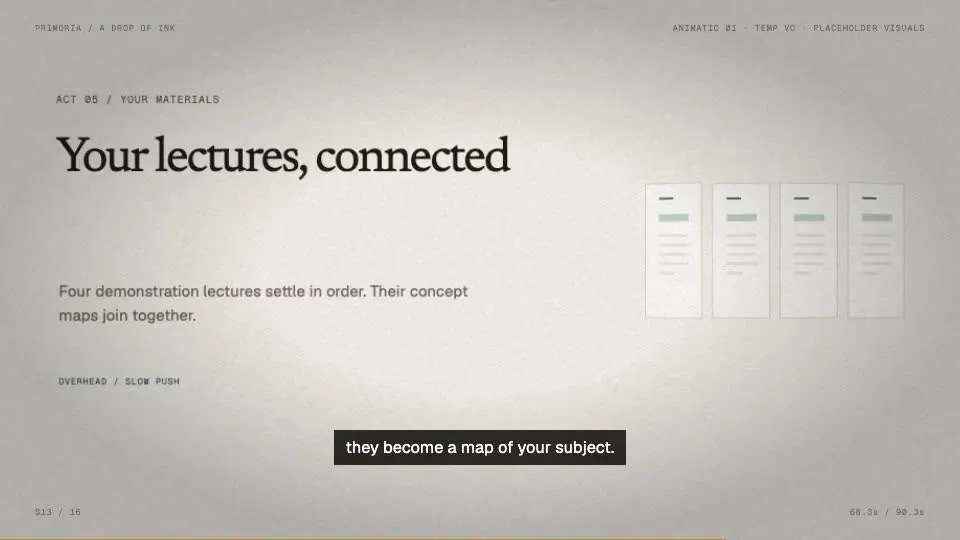 PRIMORIA / A DROP OF INK
ANIMATIC 01 · TEMP VO · PLACEHOLDER VISUALS
ACT 05 / YOUR MATERIALS
Your lectures, connected
Four demonstration lectures settle in order. Their concept
maps join together.
OVERHEAD / SLOW PUSH
they become a map of your subject.
S13 / 16
68.3s / 90.3s